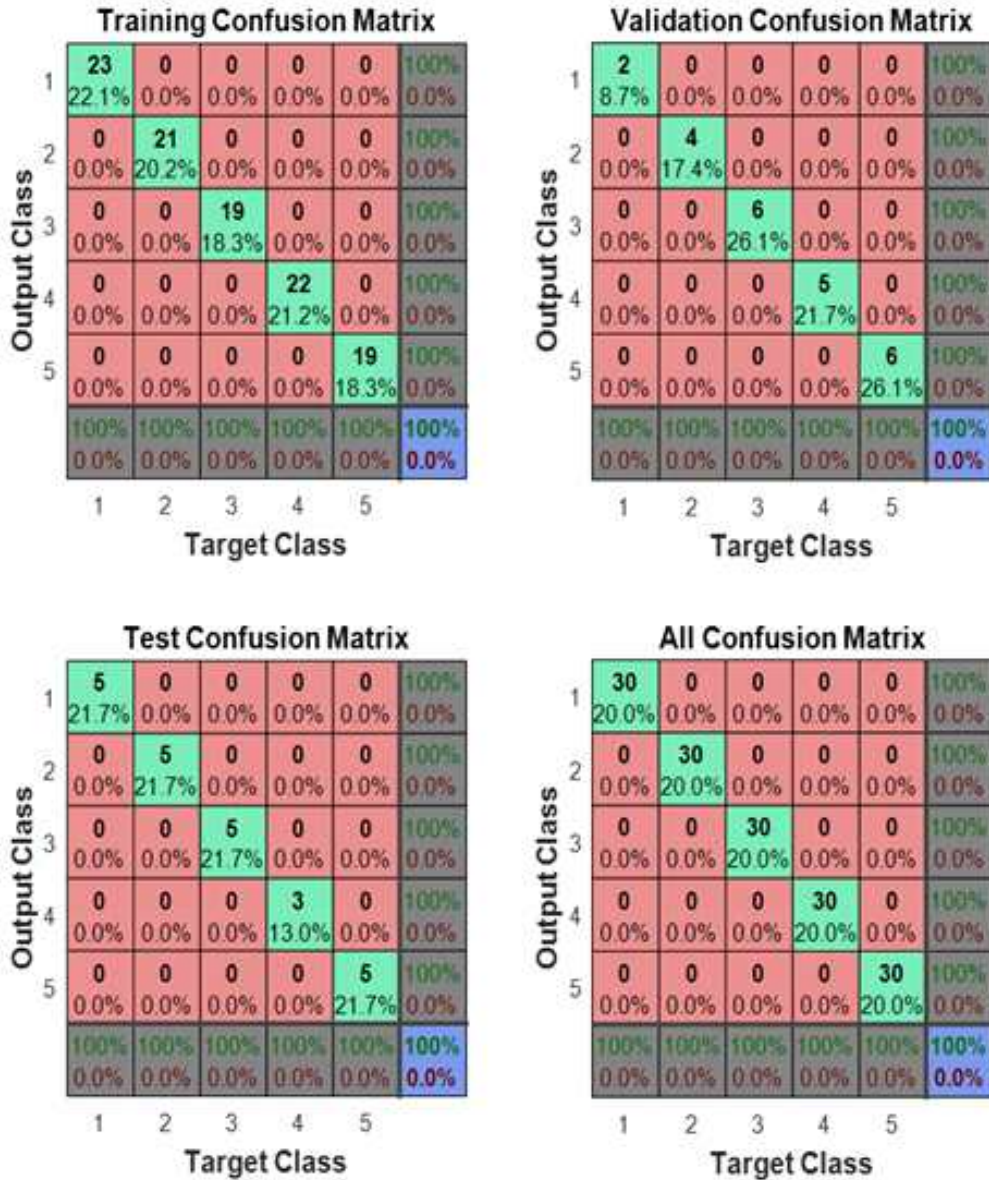 Training Confusion Matrix
1 23 0 0 0 0 100%
22.1% 0.0% 0.0% 0.0% 0.0% 0.0%
2 0 21 0 0 0 100%
0.0% 20.2% 0.0% 0.0% 0.0% 0.0%
3 0 0 19 0 0 100%
0.0% 0.0% 18.3% 0.0% 0.0% 0.0%
4 0 0 0 22 0 100%
0.0% 0.0% 0.0% 21.2% 0.0% 0.0%
5 0 0 0 0 19 100%
0.0% 0.0% 0.0% 0.0% 18.3% 0.0%
100% 100% 100% 100% 100% 100%
0.0% 0.0% 0.0% 0.0% 0.0% 0.0%
1 2 3 4 5
Target Class
Output Class
Validation Confusion Matrix
1 2 0 0 0 0 100%
8.7% 0.0% 0.0% 0.0% 0.0% 0.0%
2 0 4 0 0 0 100%
0.0% 17.4% 0.0% 0.0% 0.0% 0.0%
3 0 0 6 0 0 100%
0.0% 0.0% 26.1% 0.0% 0.0% 0.0%
4 0 0 0 5 0 100%
0.0% 0.0% 0.0% 21.7% 0.0% 0.0%
5 0 0 0 0 6 100%
0.0% 0.0% 0.0% 0.0% 26.1% 0.0%
100% 100% 100% 100% 100% 100%
0.0% 0.0% 0.0% 0.0% 0.0% 0.0%
1 2 3 4 5
Target Class
Output Class
Test Confusion Matrix
1 5 0 0 0 0 100%
21.7% 0.0% 0.0% 0.0% 0.0% 0.0%
2 0 5 0 0 0 100%
0.0% 21.7% 0.0% 0.0% 0.0% 0.0%
3 0 0 5 0 0 100%
0.0% 0.0% 21.7% 0.0% 0.0% 0.0%
4 0 0 0 3 0 100%
0.0% 0.0% 0.0% 13.0% 0.0% 0.0%
5 0 0 0 0 5 100%
0.0% 0.0% 0.0% 0.0% 21.7% 0.0%
100% 100% 100% 100% 100% 100%
0.0% 0.0% 0.0% 0.0% 0.0% 0.0%
1 2 3 4 5
Target Class
Output Class
All Confusion Matrix
1 30 0 0 0 0 100%
20.0% 0.0% 0.0% 0.0% 0.0% 0.0%
2 0 30 0 0 0 100%
0.0% 20.0% 0.0% 0.0% 0.0% 0.0%
3 0 0 30 0 0 100%
0.0% 0.0% 20.0% 0.0% 0.0% 0.0%
4 0 0 0 30 0 100%
0.0% 0.0% 0.0% 20.0% 0.0% 0.0%
5 0 0 0 0 30 100%
0.0% 0.0% 0.0% 0.0% 20.0% 0.0%
100% 100% 100% 100% 100% 100%
0.0% 0.0% 0.0% 0.0% 0.0% 0.0%
1 2 3 4 5
Target Class
Output Class